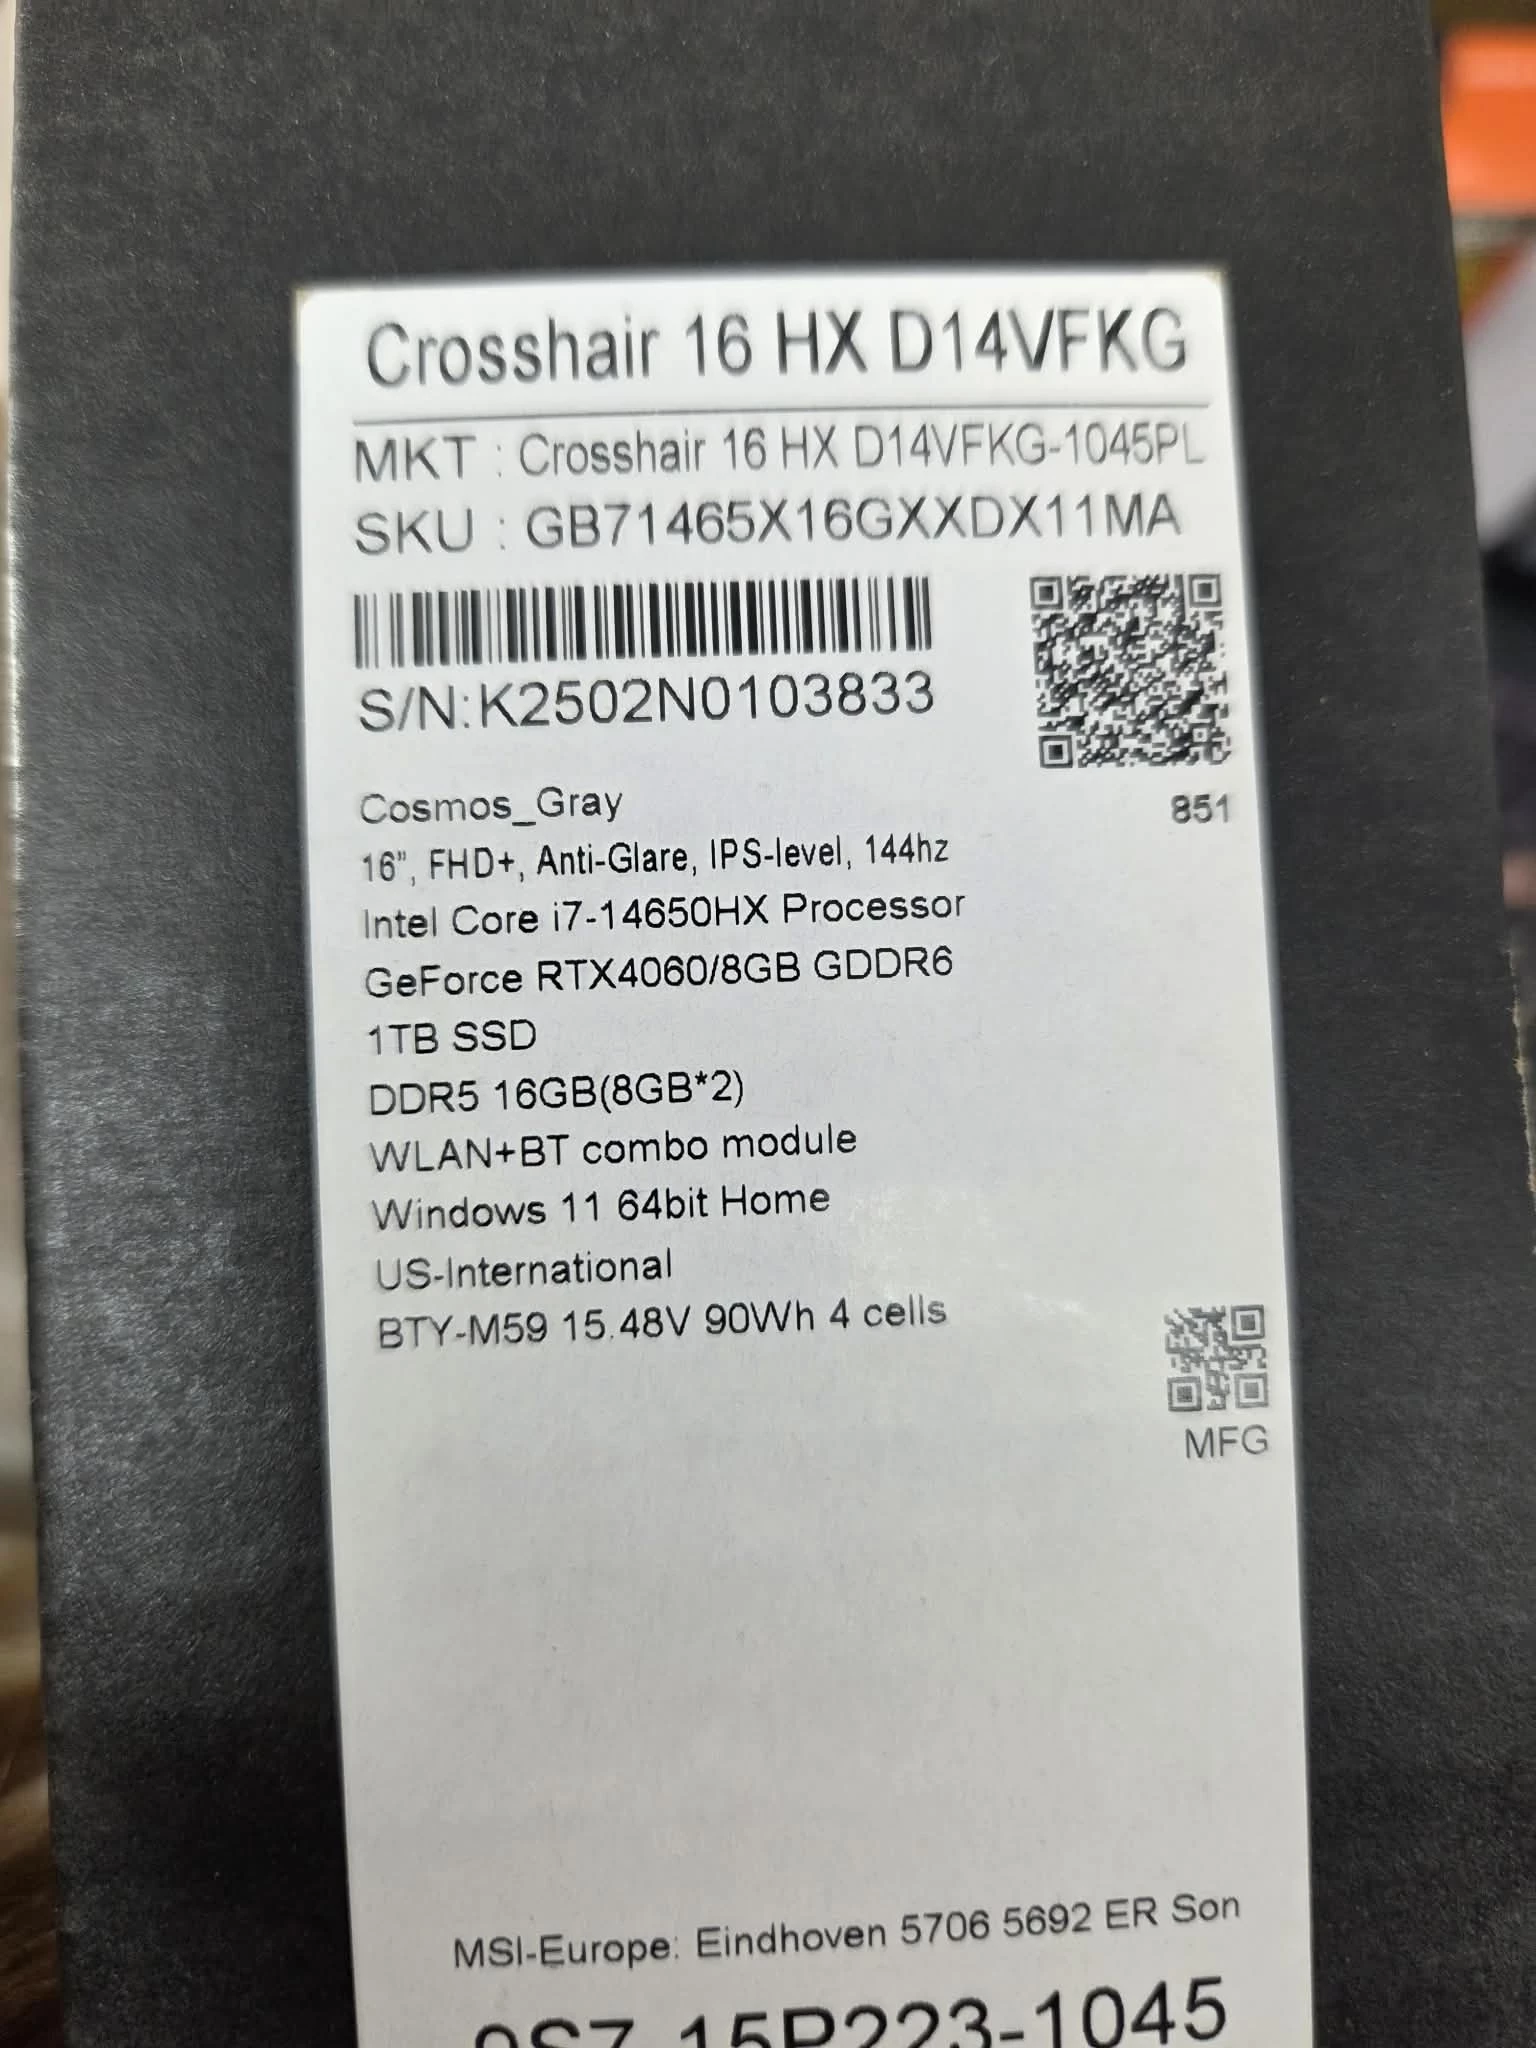 Crosshair 16 HX D14VFKG
MKT : Crosshair 16 HX D14VFKG-1045PL
SKU : GB71465X16GXXDX11MA
S/N:K2502N0103833
851
Cosmos_Gray
16", FHD+, Anti-Glare, IPS-level, 144hz
Intel Core i7-14650HX Processor
GeForce RTX4060/8GB GDDR6
1TB SSD
DDR5 16GB(8GB*2)
WLAN+BT combo module
Windows 11 64bit Home
US-International
BTY-M59 15.48V 90Wh 4 cells
MFG
MSI-Europe: Eindhoven 5706 5692 ER Son
9S7-15P223-1045